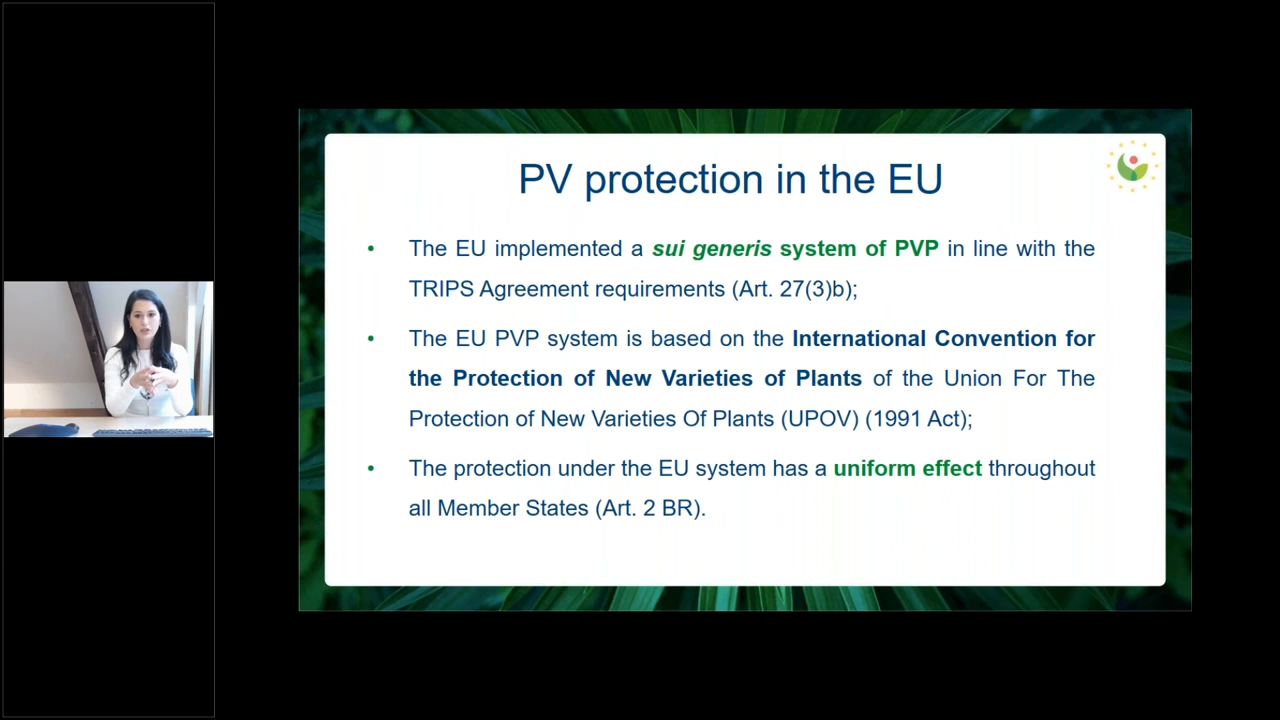 PV protection in the EU
• The EU implemented a sui generis system of PVP in line with the
TRIPS Agreement requirements (Art. 27(3)b);
• The EU PVP system is based on the International Convention for
the Protection of New Varieties of Plants of the Union For The
Protection of New Varieties Of Plants (UPOV) (1991 Act);
• The protection under the EU system has a uniform effect throughout
all Member States (Art. 2 BR).